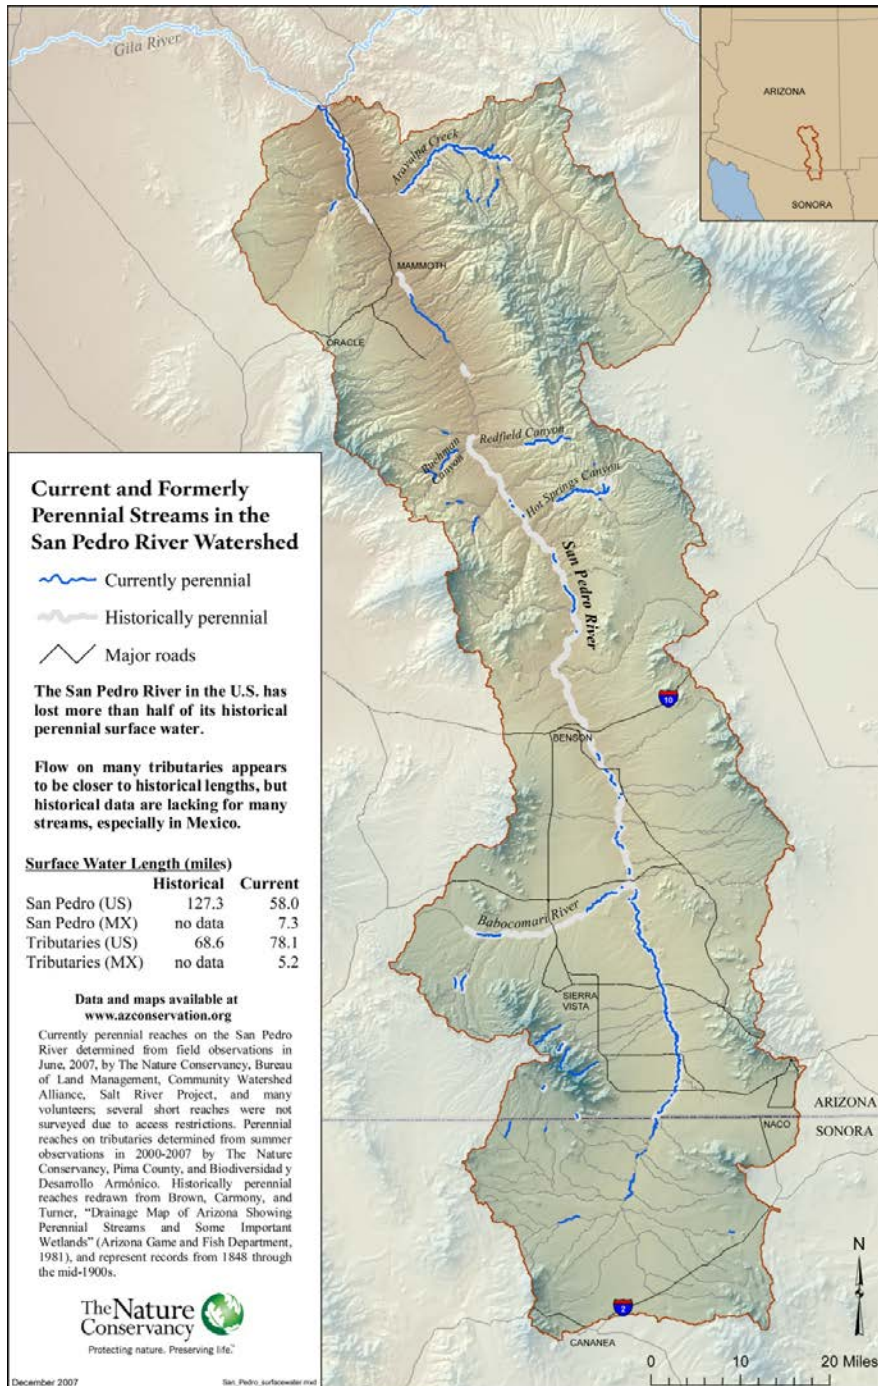 Gila River
ARIZONA
SONORA
Aravaipa Creek
MAMMOTH
ORACLE
Redfield Canyon
Buehman
Canyon
Hot Springs Canyon
San Pedro River
10
BENSON
Babocomari River
SIERRA
VISTA
ARIZONA
NACO
SONORA
2
CANANEA
N
0 10 20 Miles
Current and Formerly
Perennial Streams in the
San Pedro River Watershed
Currently perennial
Historically perennial
Major roads
The San Pedro River in the U.S. has
lost more than half of its historical
perennial surface water.
Flow on many tributaries appears
to be closer to historical lengths, but
historical data are lacking for many
streams, especially in Mexico.
Surface Water Length (miles)
Historical Current
San Pedro (US) 127.3 58.0
San Pedro (MX) no data 7.3
Tributaries (US) 68.6 78.1
Tributaries (MX) no data 5.2
Data and maps available at
www.azconservation.org
Currently perennial reaches on the San Pedro
River determined from field observations in
June, 2007, by The Nature Conservancy, Bureau
of Land Management, Community Watershed
Alliance, Salt River Project, and many
volunteers; several short reaches were not
surveyed due to access restrictions. Perennial
reaches on tributaries determined from summer
observations in 2000-2007 by The Nature
Conservancy, Pima County, and Biodiversidad y
Desarrollo Armónico. Historically perennial
reaches redrawn from Brown, Carmony, and
Turner, "Drainage Map of Arizona Showing
Perennial Streams and Some Important
Wetlands" (Arizona Game and Fish Department,
1981), and represent records from 1848 through
the mid-1900s.
The Nature
Conservancy
Protecting nature. Preserving life.™
December 2007
San_Pedro_surfacewater.mxd